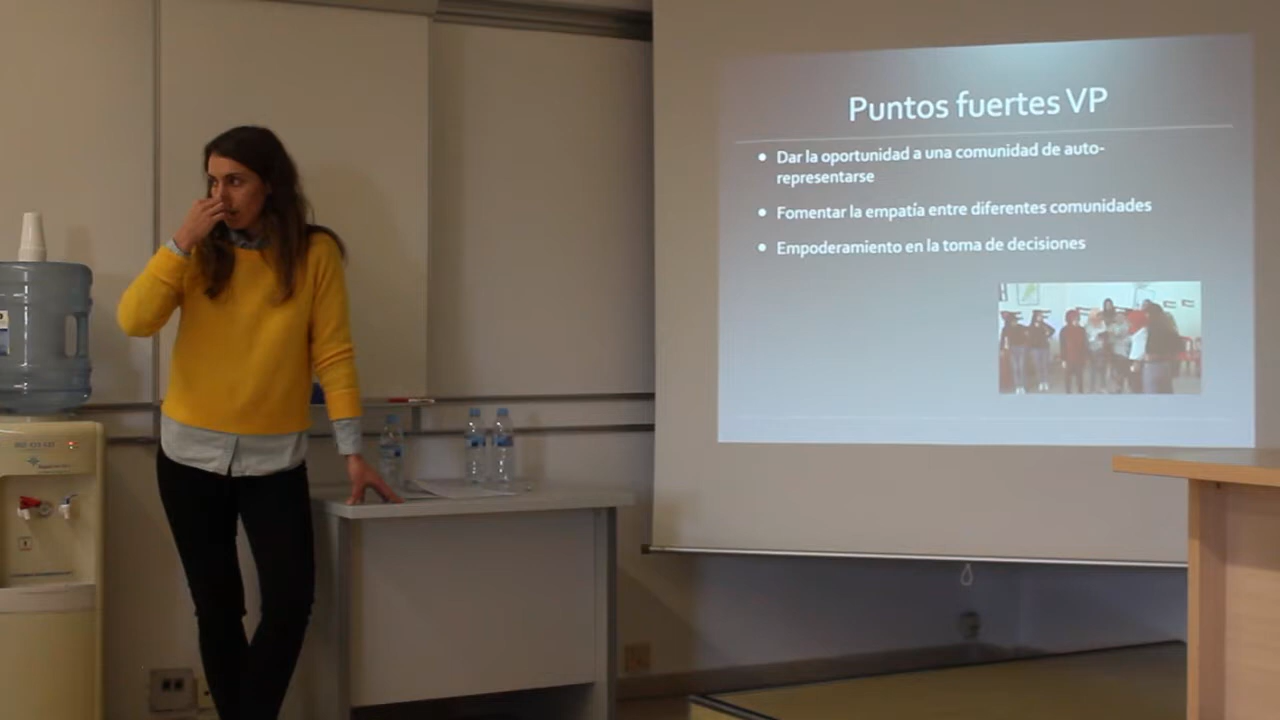 Puntos fuertes VP
Dar la oportunidad a una comunidad de auto-
representarse
Fomentar la empatía entre diferentes comunidades
Empoderamiento en la toma de decisiones